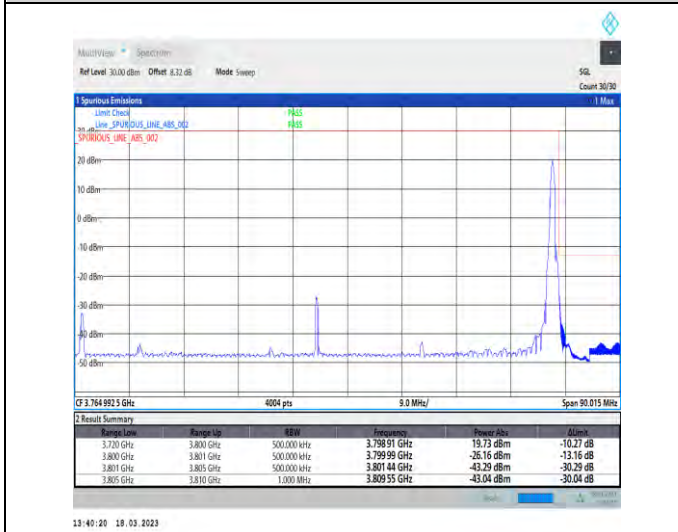 MultiView Spectrum
Ref Level 30.00 dBm Offset 8.32 dB Mode Sweep SGL
Count 30/30
1 Spurious Emissions 1 Max
Limit Check PASS
Line _SPURIOUS_LINE_ABS_002 PASS
SPURIOUS_LINE_ABS_002
20 dBm
10 dBm
0 dBm
-10 dBm
-20 dBm
-30 dBm
-40 dBm
-50 dBm
CF 3.764 992 5 GHz 4004 pts 9.0 MHz/ Span 90.015 MHz
2 Result Summary
Range Low Range Up RBW Frequency Power Abs ΔLimit
3.720 GHz 3.800 GHz 500.000 kHz 3.798 91 GHz 19.73 dBm -10.27 dB
3.800 GHz 3.801 GHz 500.000 kHz 3.799 99 GHz -26.16 dBm -13.16 dB
3.801 GHz 3.805 GHz 500.000 kHz 3.801 44 GHz -43.29 dBm -30.29 dB
3.805 GHz 3.810 GHz 1.000 MHz 3.809 55 GHz -43.04 dBm -30.04 dB
13:40:20 18.03.2023